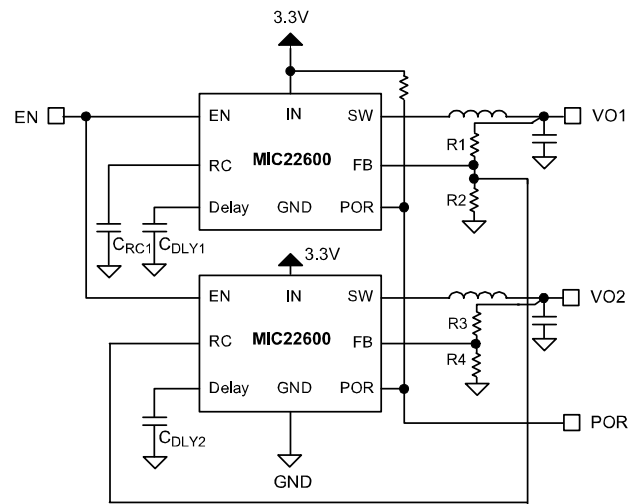 3.3V
EN
EN
IN
SW
VO1
R1
RC
MIC22600
FB
R2
Delay
GND
POR
CRC1
CDLY1
3.3V
EN
IN
SW
VO2
R3
RC
MIC22600
FB
R4
Delay
GND
POR
CDLY2
POR
GND